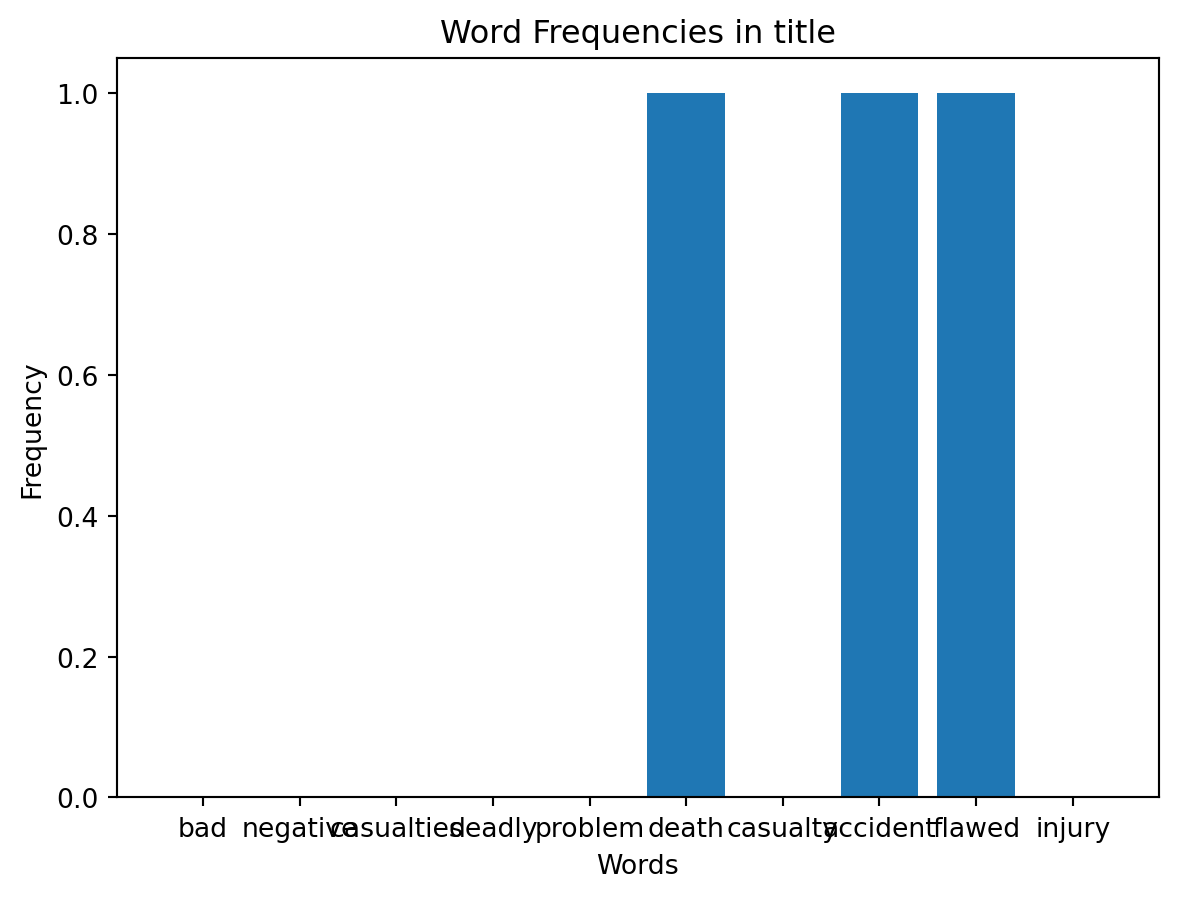 Word Frequencies in title
Frequency
1.0
0.8
0.6
0.4
0.2
0.0
bad negative casualties deadly problem death casualty accident flawed injury
Words